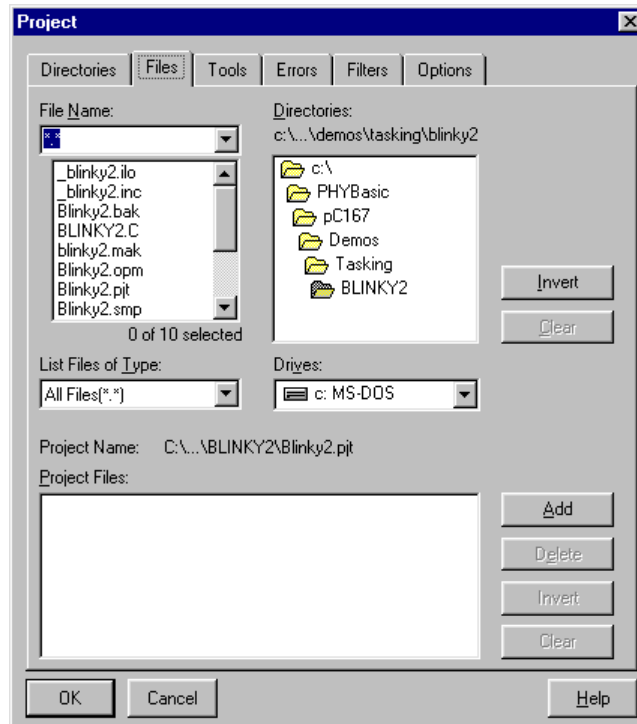 Project
Directories Files Tools Errors Filters Options
File Name:
*.*
_blinky2.ilo
_blinky2.inc
Blinky2.bak
BLINKY2.C
blinky2.mak
Blinky2.opm
Blinky2.pjt
Blinky2.smp
0 of 10 selected
Directories:
c:\...\demos\tasking\blinky2
c:\
PHYBasic
pC167
Demos
Tasking
BLINKY2
Invert
Clear
List Files of Type:
All Files(*.*)
Drives:
c: MS-DOS
Project Name: C:\...\BLINKY2\Blinky2.pjt
Project Files:
Add
Delete
Invert
Clear
OK Cancel Help